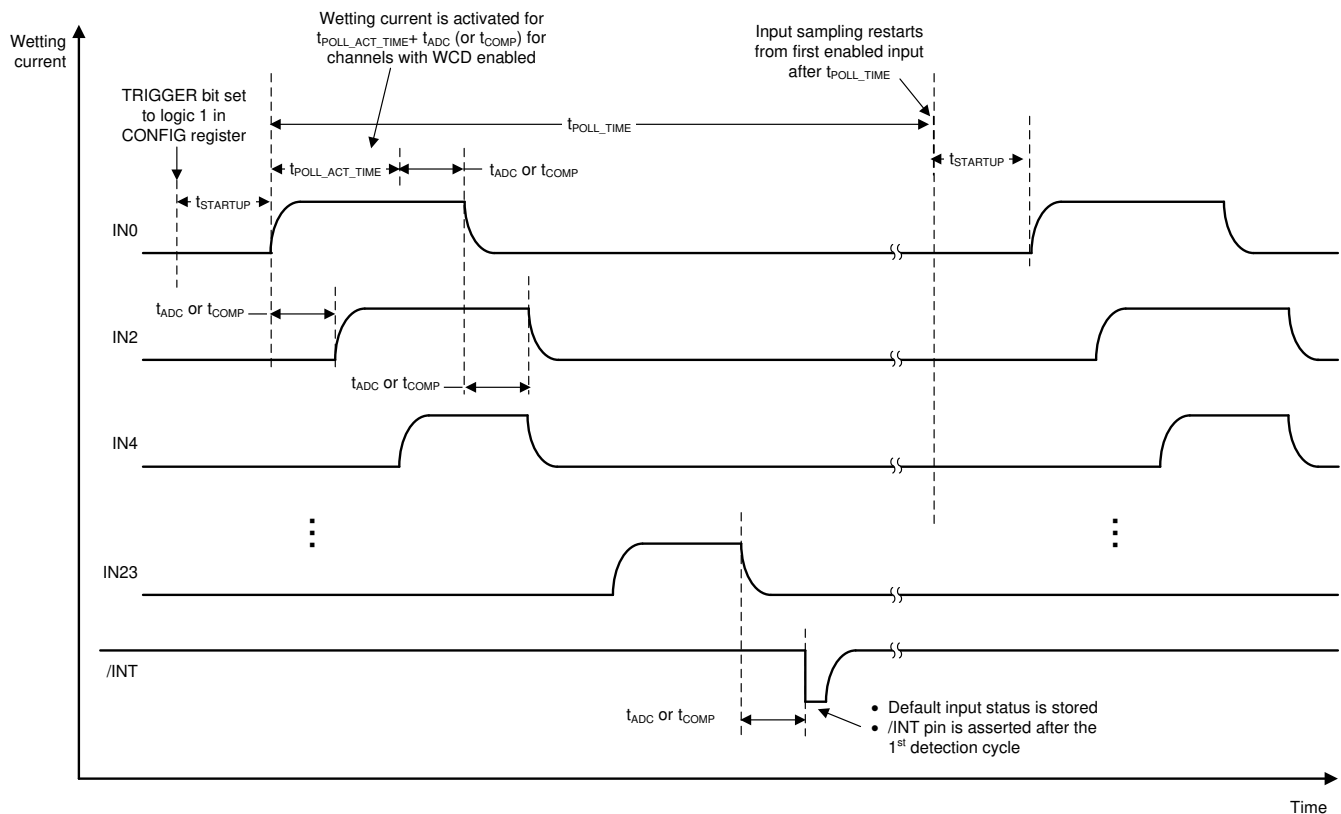 Wetting
current
Wetting current is activated for
tPOLL_ACT_TIME+ tADC (or tCOMP) for
channels with WCD enabled
Input sampling restarts
from first enabled input
after tPOLL_TIME
TRIGGER bit set
to logic 1 in
CONFIG register
tPOLL_TIME
tPOLL_ACT_TIME
tADC or tCOMP
tSTARTUP
tSTARTUP
IN0
tADC or tCOMP
IN2
tADC or tCOMP
IN4
IN23
/INT
tADC or tCOMP
• Default input status is stored
• /INT pin is asserted after the
1st detection cycle
Time